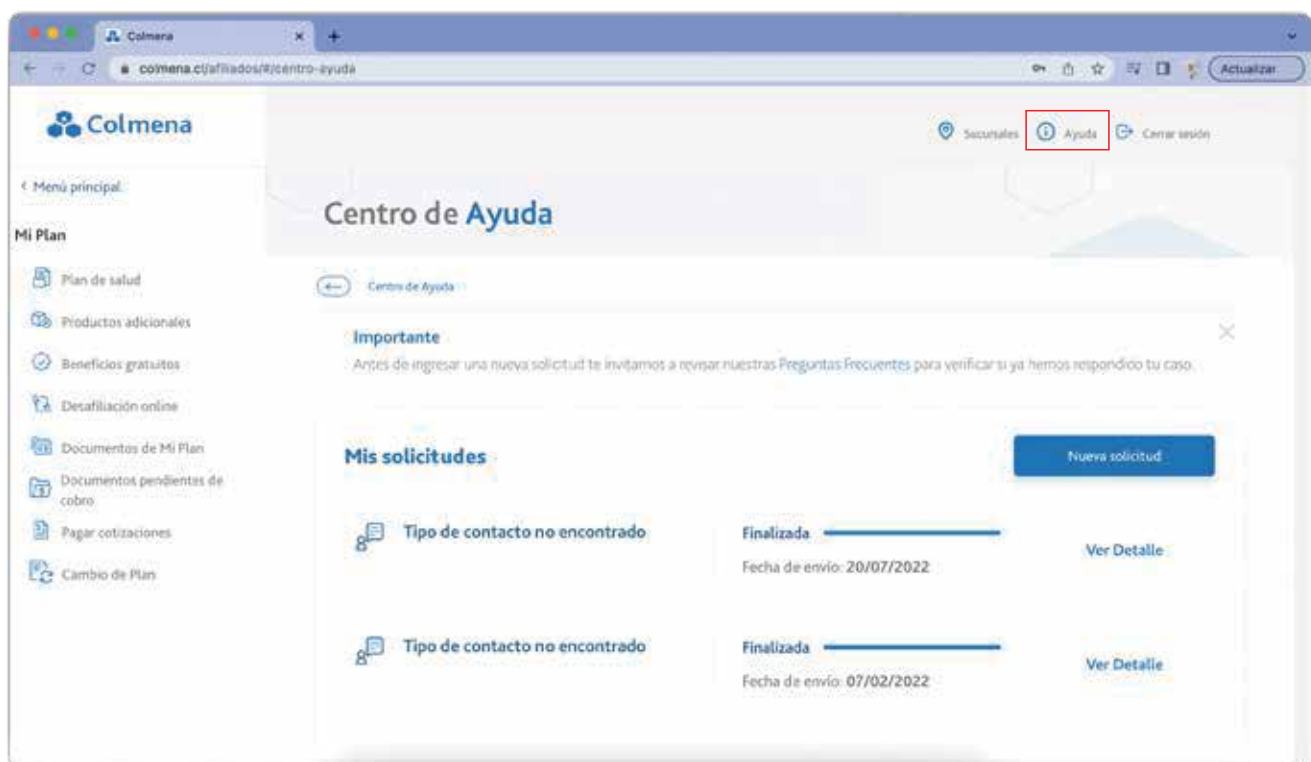 Colmena
colmena.cl/afiliados/#/centro-ayuda
Actualizar
Colmena
Sucursales
Ayuda
Cerrar sesión
Menú principal
Centro de Ayuda
Mi Plan
Plan de salud
Centro de Ayuda
Productos adicionales
Importante
Beneficios gratuitos
Antes de ingresar una nueva solicitud te invitamos a revisar nuestras Preguntas Frecuentes para verificar si ya hemos respondido tu caso.
Desafiliación online
Documentos de Mi Plan
Mis solicitudes
Nueva solicitud
Documentos pendientes de
cobro
Pagar cotizaciones
Cambio de Plan
Tipo de contacto no encontrado
Finalizada
Fecha de envío: 20/07/2022
Ver Detalle
Tipo de contacto no encontrado
Finalizada
Fecha de envío: 07/02/2022
Ver Detalle